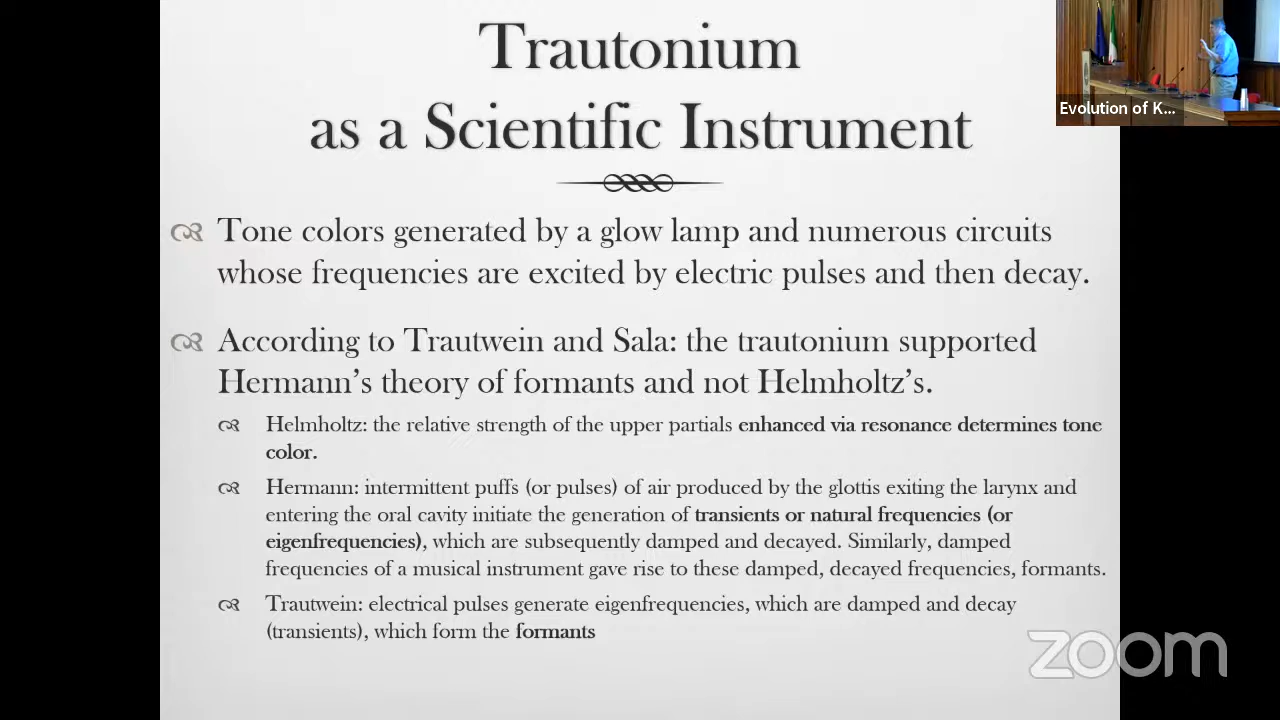 Trautonium
as a Scientific Instrument
Tone colors generated by a glow lamp and numerous circuits
whose frequencies are excited by electric pulses and then decay.
According to Trautwein and Sala: the trautonium supported
Hermann’s theory of formants and not Helmholtz’s.
Helmholtz: the relative strength of the upper partials enhanced via resonance determines tone
color.
Hermann: intermittent puffs (or pulses) of air produced by the glottis exiting the larynx and
entering the oral cavity initiate the generation of transients or natural frequencies (or
eigenfrequencies), which are subsequently damped and decayed. Similarly, damped
frequencies of a musical instrument gave rise to these damped, decayed frequencies, formants.
Trautwein: electrical pulses generate eigenfrequencies, which are damped and decay
(transients), which form the formants
Evolution of K...
zoom